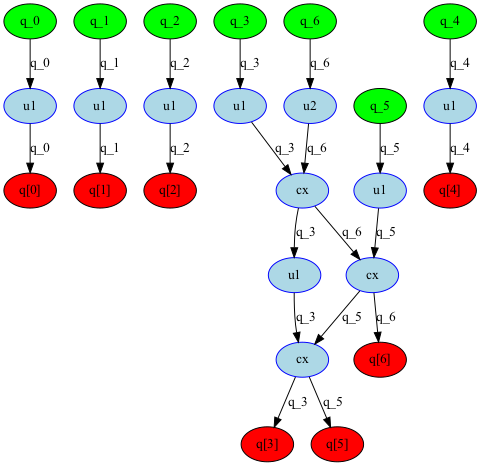 q_0 q_1 q_2 q_3 q_6 q_4
q_0 q_1 q_2 q_3 q_6 q_4
u1 u1 u1 u1 u2 q_5 u1
q_0 q_1 q_2 q_3 q_6 q_5 q_4
q[0] q[1] q[2] cx u1 q[4]
q_3 q_6 q_5
u1 cx
q_3 q_5 q_6
cx q[6]
q_3 q_5
q[3] q[5]